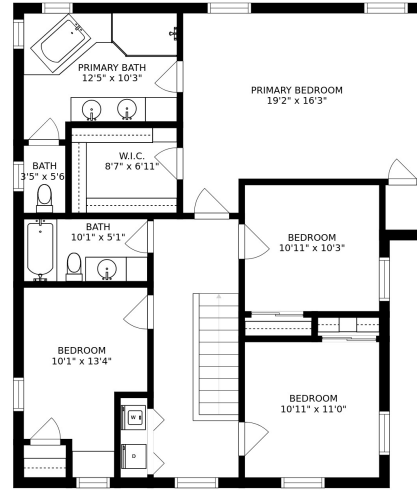 PRIMARY BATH
12'5" x 10'3"
PRIMARY BEDROOM
19'2" x 16'3"
W.I.C.
8'7" x 6'11"
BATH
3'5" x 5'6
BATH
10'1" x 5'1"
BEDROOM
10'11" x 10'3"
BEDROOM
10'1" x 13'4"
BEDROOM
10'11" x 11'0"
W
D